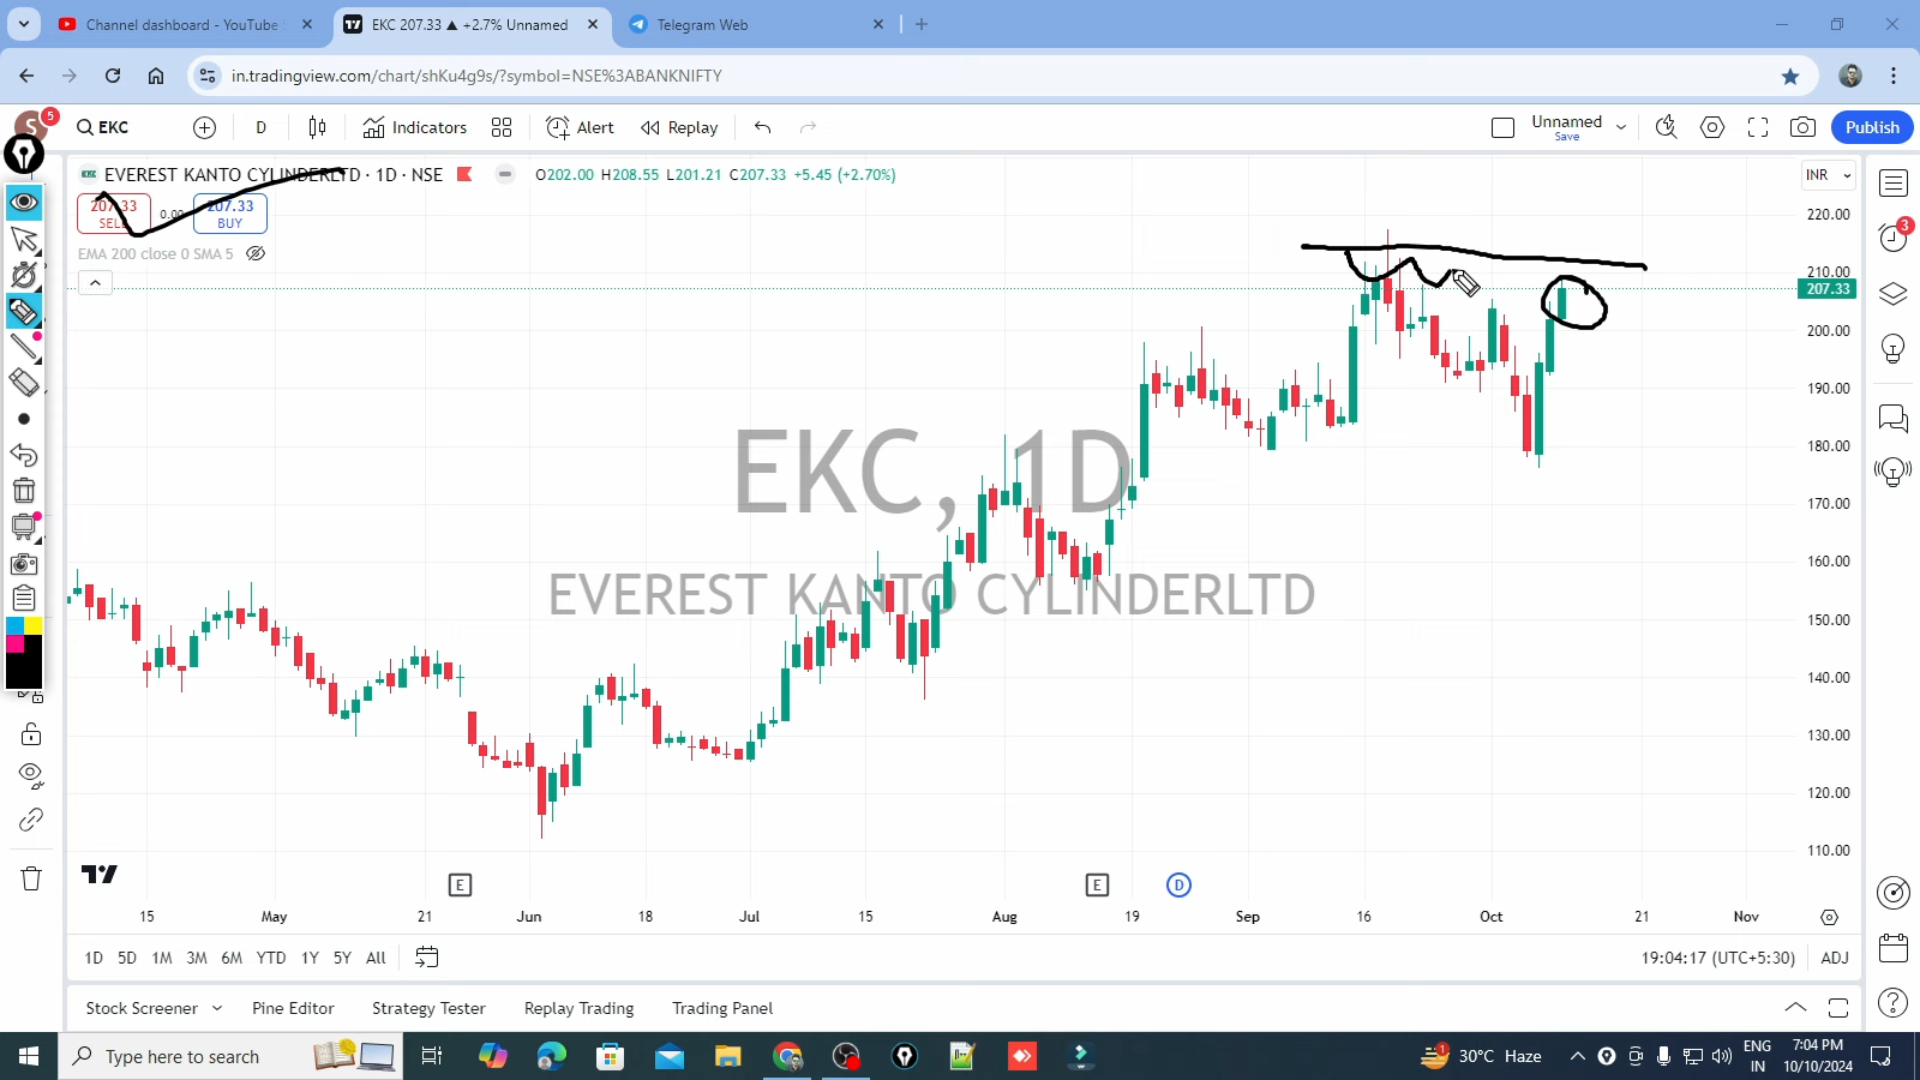 Channel dashboard - YouTube
EKC 207.33 ▲ +2.7% Unnamed
Telegram Web
in.tradingview.com/chart/shKu4g9s/?symbol=NSE%3ABANKNIFTY
S
5
EKC
D
Indicators
Alert
Replay
Unnamed
Save
Publish
EKC
EVEREST KANTO CYLINDERLTD · 1D · NSE
O202.00 H208.55 L201.21 C207.33 +5.45 (+2.70%)
INR
207.33
SELL
0.00
207.33
BUY
EMA 200 close 0 SMA 5
3
220.00
210.00
207.33
200.00
190.00
180.00
170.00
160.00
150.00
140.00
130.00
120.00
110.00
EKC, 1D
EVEREST KANTO CYLINDERLTD
E
E
D
15
May
21
Jun
18
Jul
15
Aug
19
Sep
16
Oct
21
Nov
1D 5D 1M 3M 6M YTD 1Y 5Y All
19:04:17 (UTC+5:30)
ADJ
Stock Screener
Pine Editor
Strategy Tester
Replay Trading
Trading Panel
Type here to search
30°C Haze
ENG
IN
7:04 PM
10/10/2024